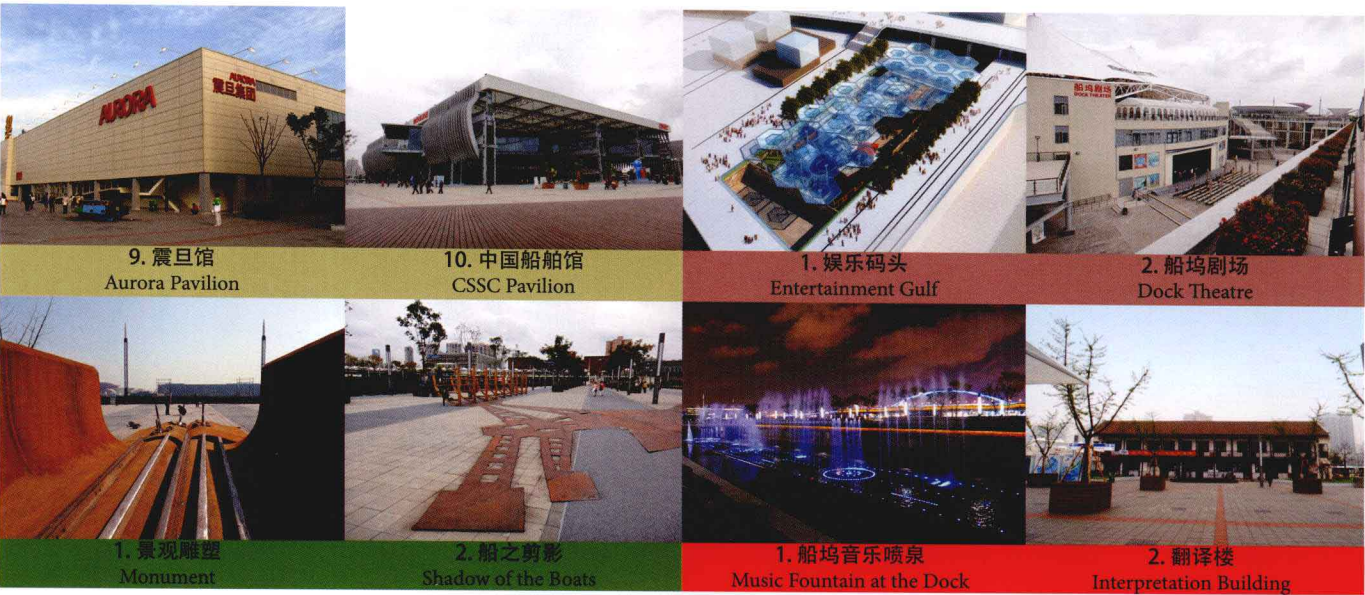 AURORA
AURORA
震旦集团
船坞剧场
DOCK THEATER
9. 震旦馆
Aurora Pavilion
10. 中国船舶馆
CSSC Pavilion
1. 娱乐码头
Entertainment Gulf
2. 船坞剧场
Dock Theatre
1. 景观雕塑
Monument
2. 船之剪影
Shadow of the Boats
1. 船坞音乐喷泉
Music Fountain at the Dock
2. 翻译楼
Interpretation Building